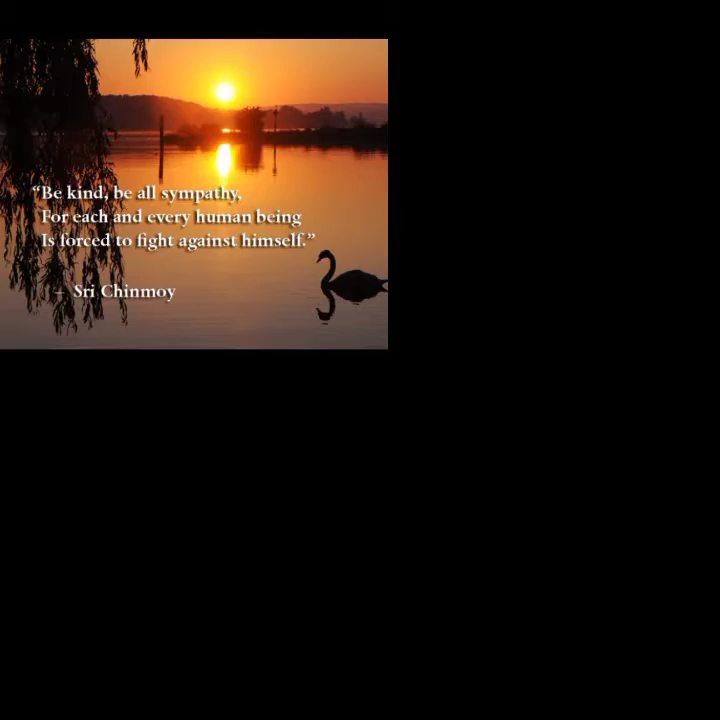 “Be kind, be all sympathy,
For each and every human being
Is forced to fight against himself.”
– Sri Chinmoy